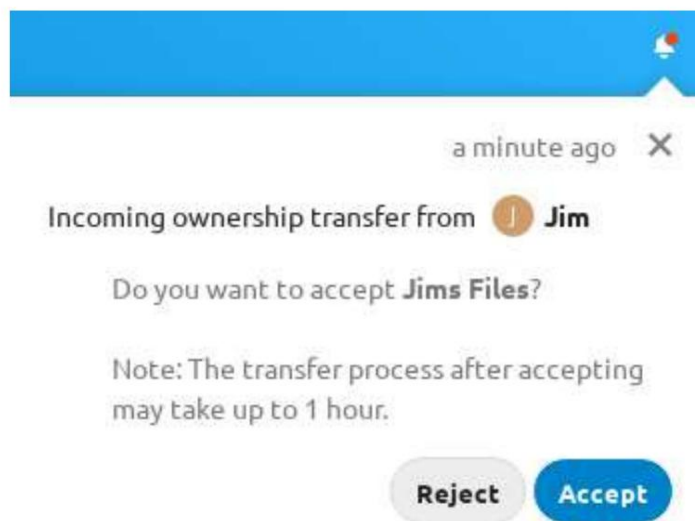 a minute ago
Incoming ownership transfer from J Jim
Do you want to accept Jims Files?
Note: The transfer process after accepting
may take up to 1 hour.
Reject Accept